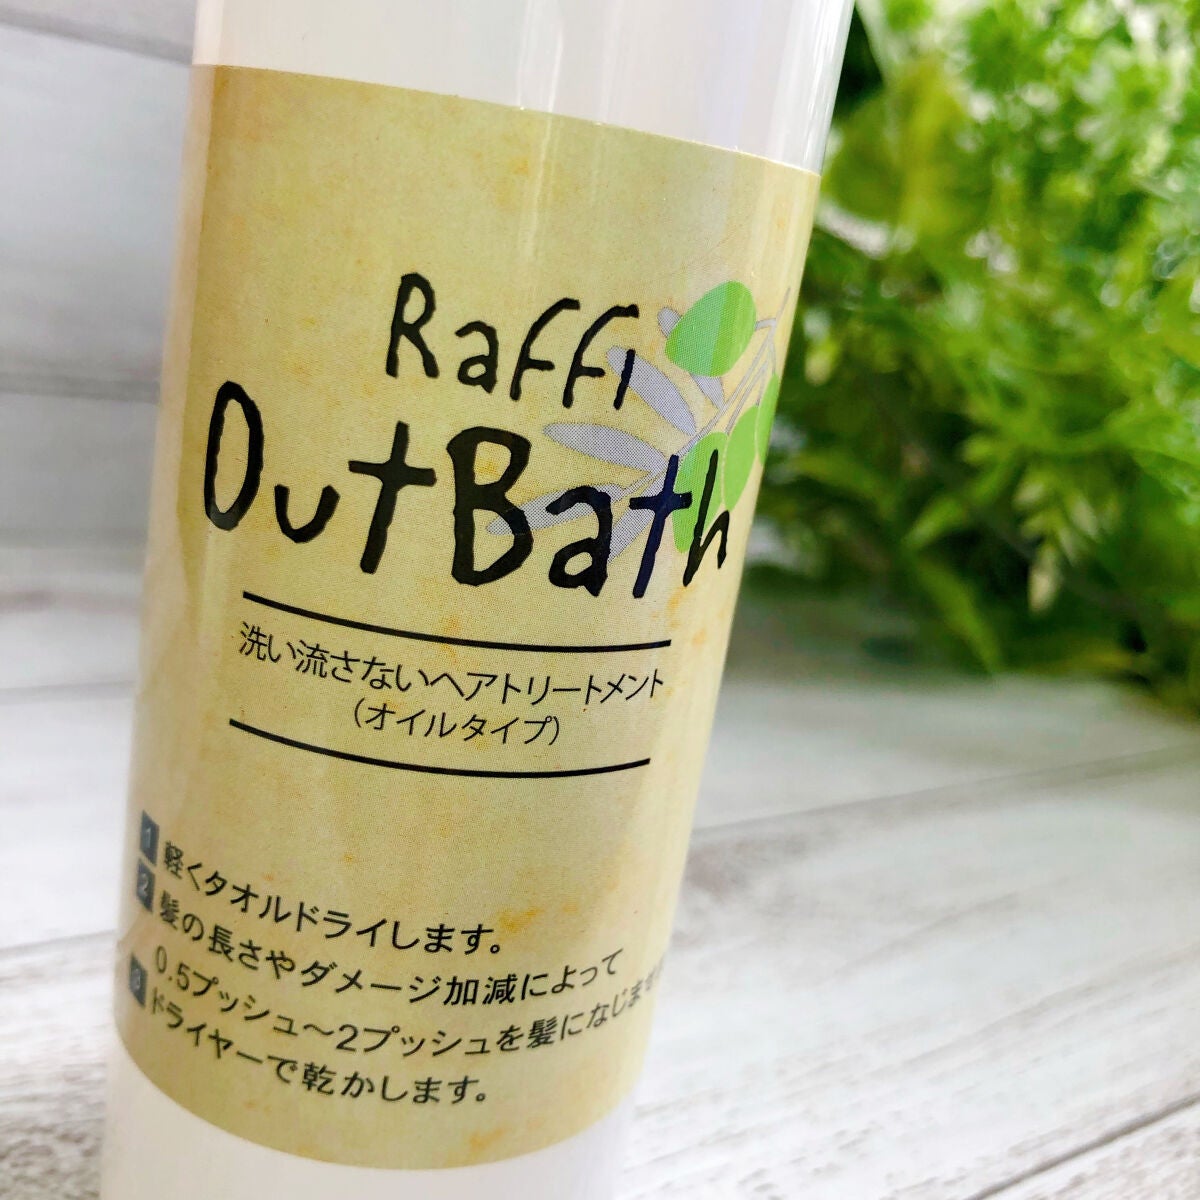 Raffi
OutBath
洗い流さないヘアトリートメント
(オイルタイプ)
1 軽くタオルドライします。
2 髪の長さやダメージ加減によって
0.5プッシュ〜2プッシュを髪になじませ
3 ドライヤーで乾かします。